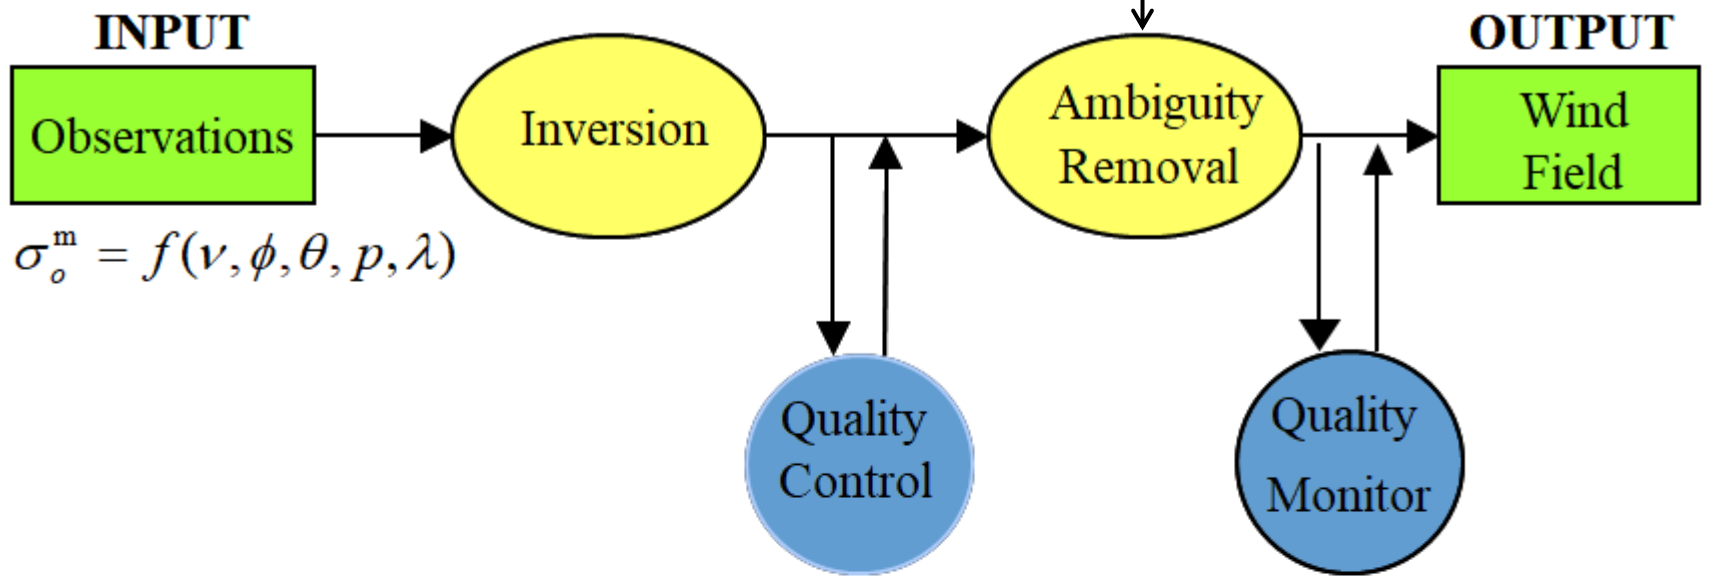 INPUT
OUTPUT
Observations
Inversion
Ambiguity
Removal
Wind
Field
σ_o^m = f(ν, ϕ, θ, p, λ)
Quality
Control
Quality
Monitor